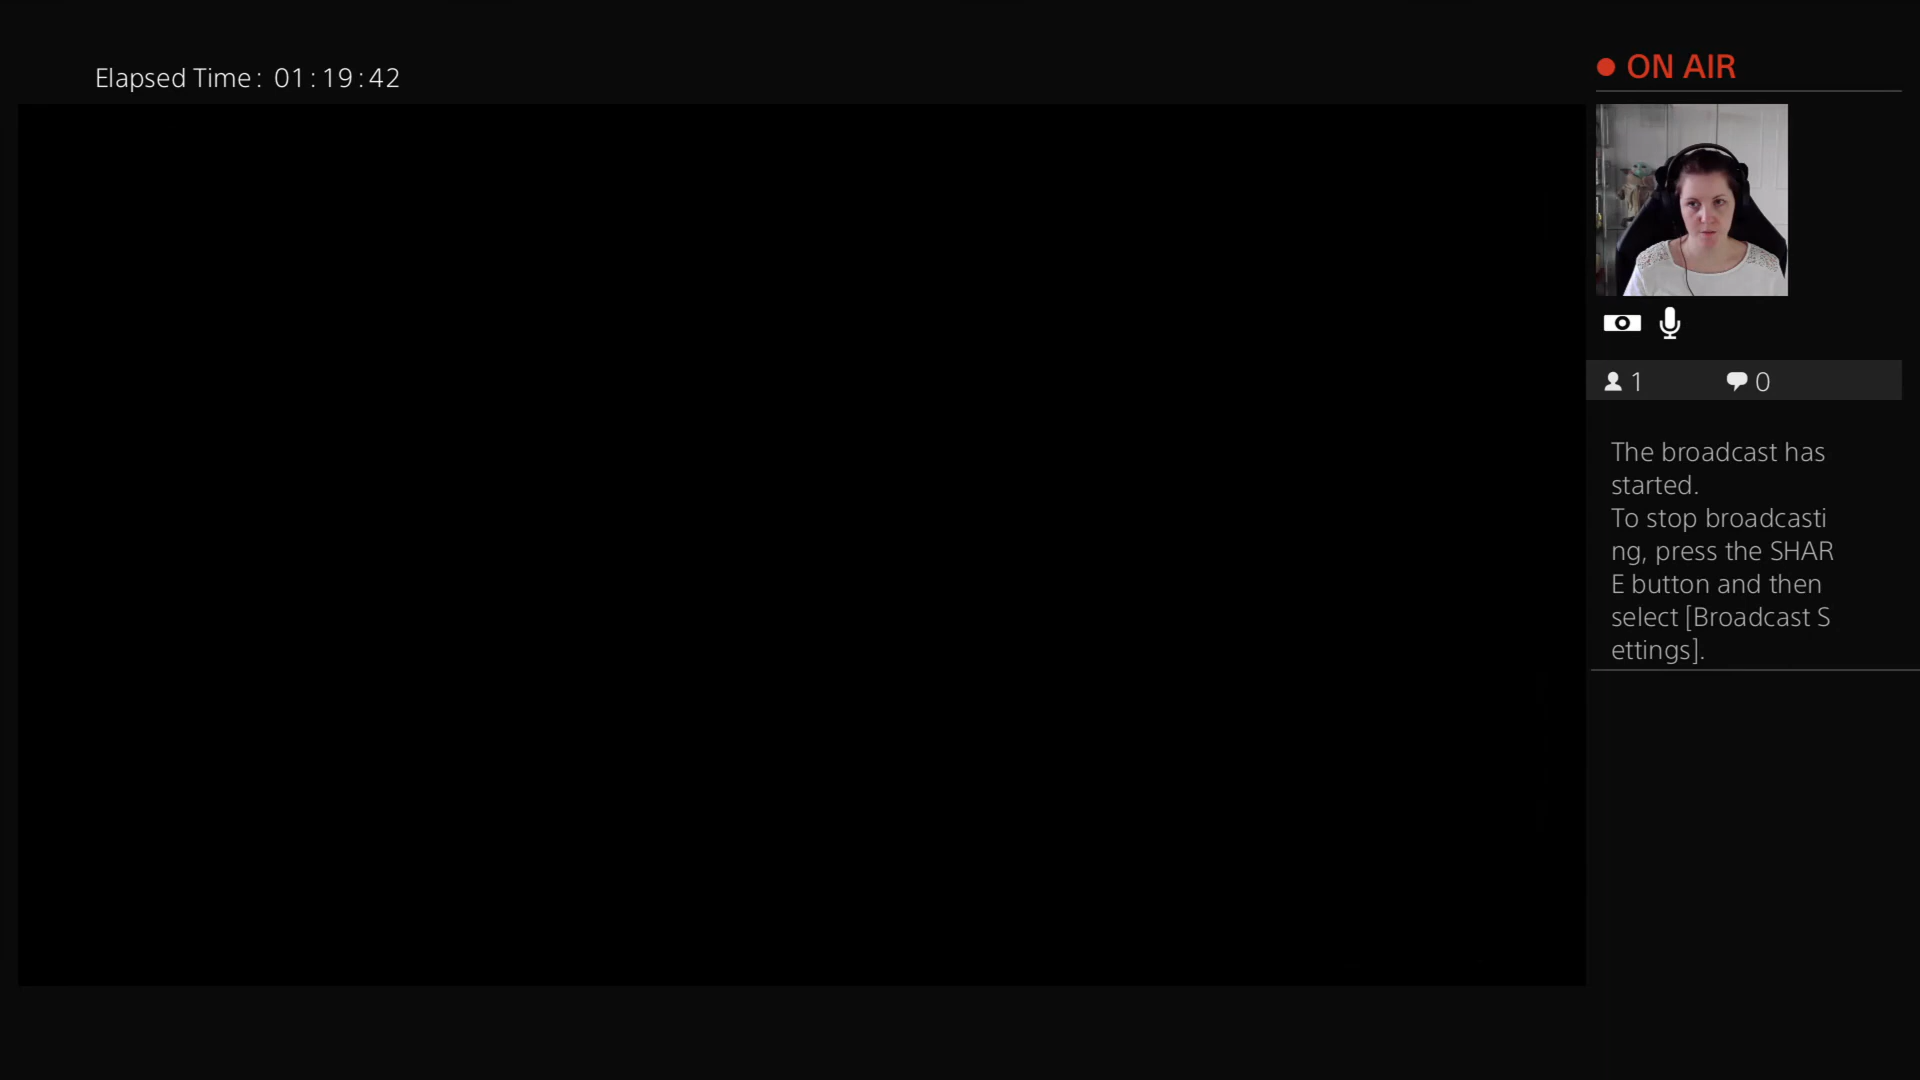 Elapsed Time: 01:19:42
ON AIR
1 0
The broadcast has
started.
To stop broadcasti
ng, press the SHAR
E button and then
select [Broadcast S
ettings].